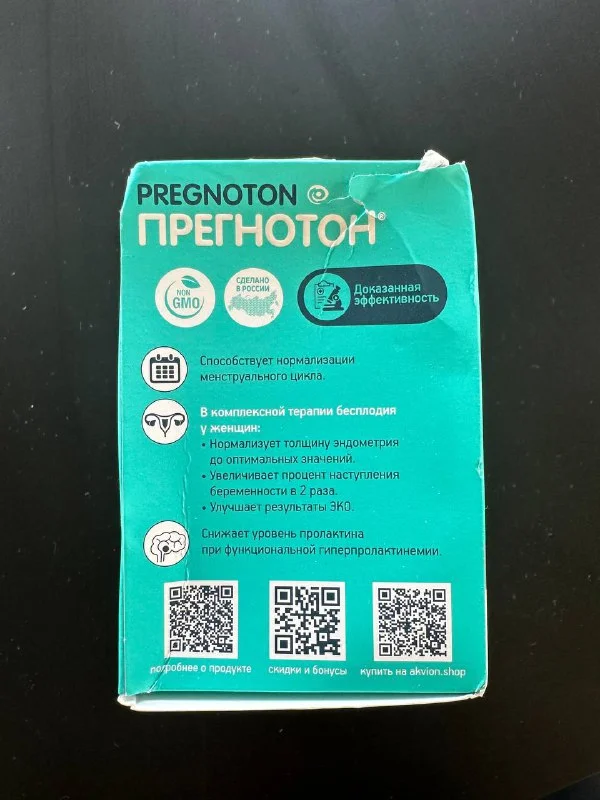 PREGNOTON
ПРЕГНОТОН®
NON
GMO
СДЕЛАНО
В РОССИИ
Доказанная
эффективность
Способствует нормализации
менструального цикла.
В комплексной терапии бесплодия
у женщин:
• Нормализует толщину эндометрия
до оптимальных значений.
• Увеличивает процент наступления
беременности в 2 раза.
• Улучшает результаты ЭКО.
Снижает уровень пролактина
при функциональной гиперпролактинемии.
подробнее о продукте
скидки и бонусы
купить на akvion.shop